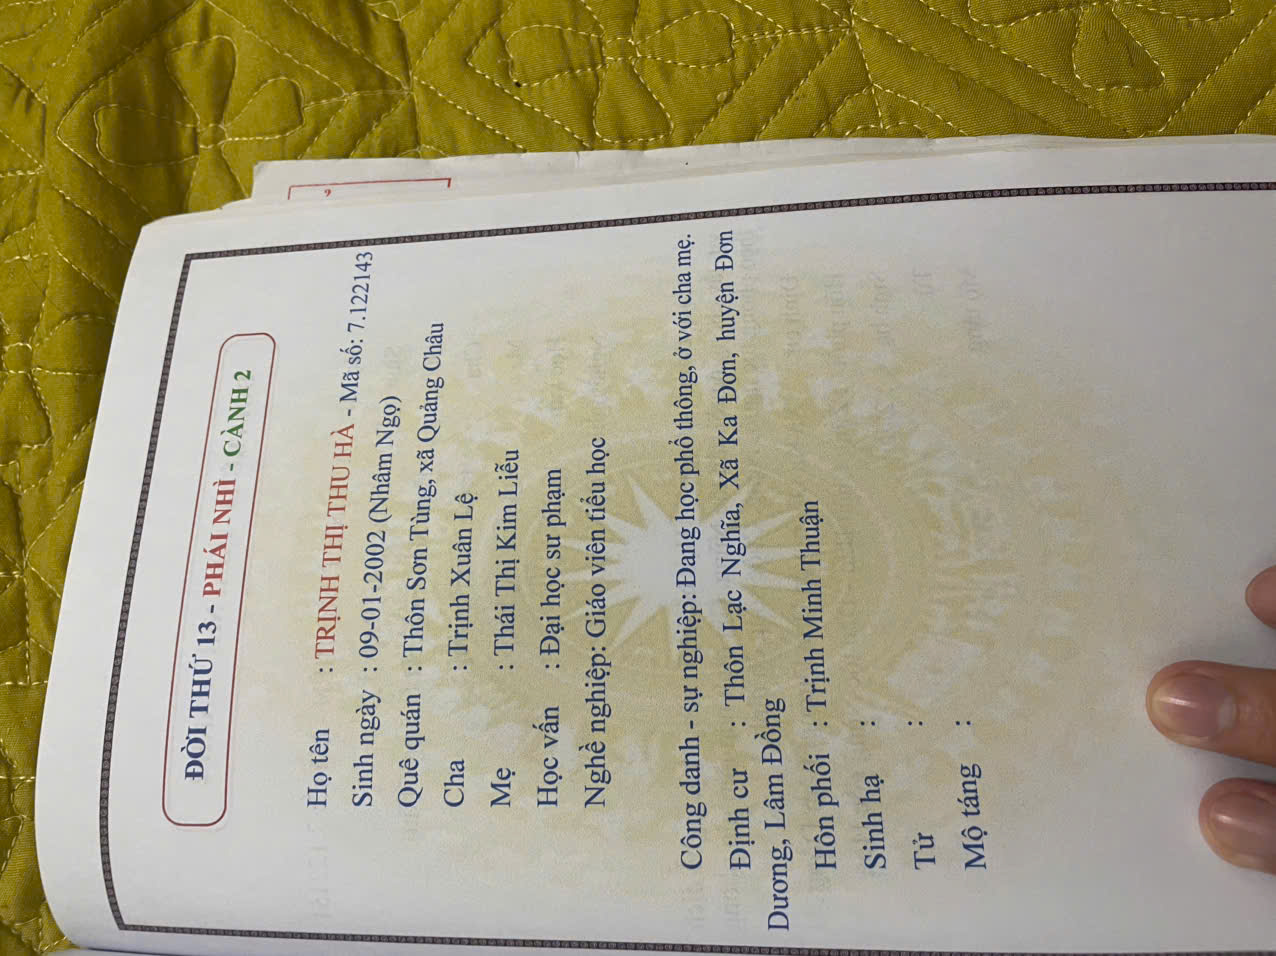 ĐỜI THỨ 13 - PHÁI NHÌ - CÀNH 2
Họ tên : TRỊNH THỊ THU HÀ - Mã số: 7.122143
Sinh ngày : 09-01-2002 (Nhâm Ngọ)
Quê quán : Thôn Sơn Tùng, xã Quảng Châu
Cha : Trịnh Xuân Lệ
Mẹ : Thái Thị Kim Liễu
Học vấn : Đại học sư phạm
Nghề nghiệp: Giáo viên tiểu học
Công danh - sự nghiệp: Đang học phổ thông, ở với cha mẹ.
Định cư : Thôn Lạc Nghĩa, Xã Ka Đơn, huyện Đơn
Dương, Lâm Đồng
Hôn phối : Trịnh Minh Thuận
Sinh hạ :
Tử :
Mộ táng :